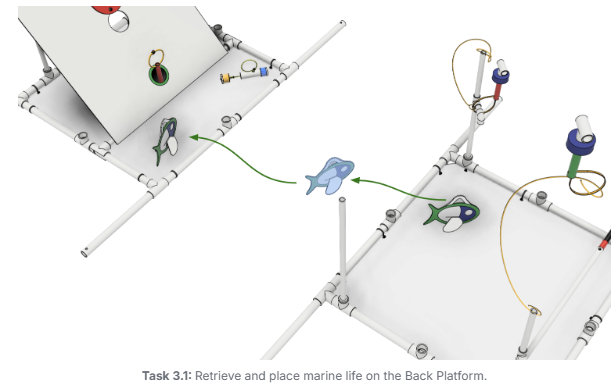 Task 3.1: Retrieve and place marine life on the Back Platform.